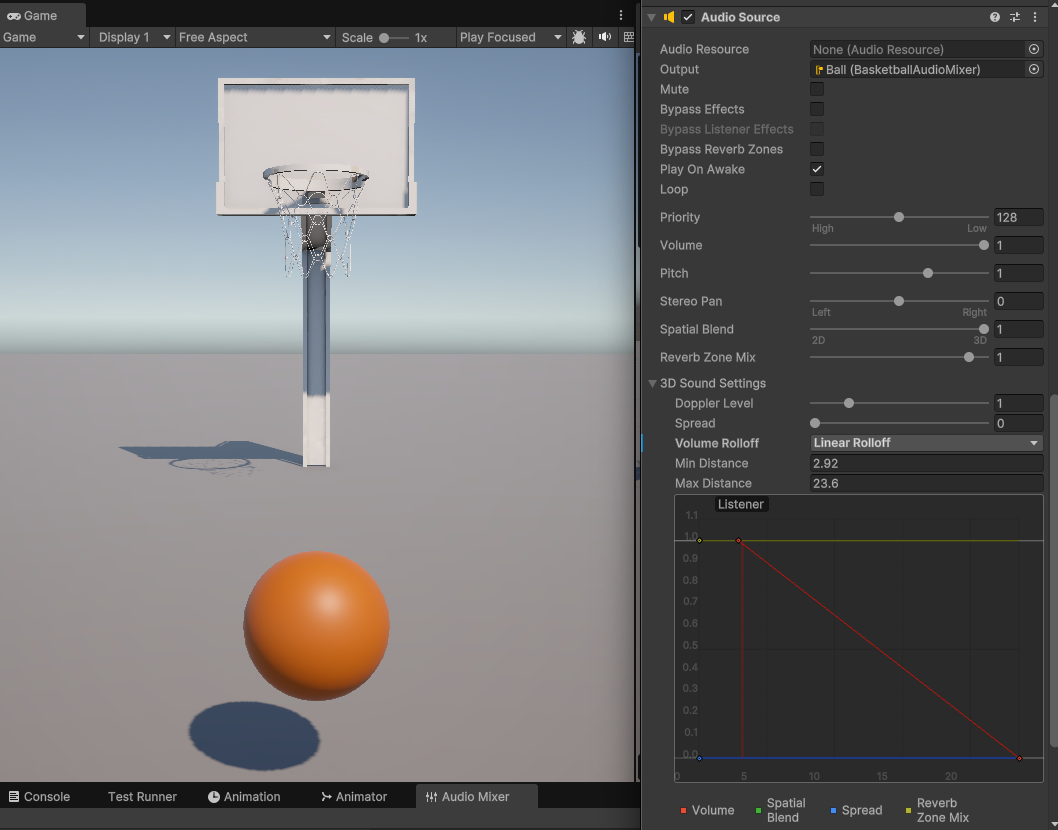 Game
Game
Display 1
Free Aspect
Scale
1x
Play Focused
Console
Test Runner
Animation
Animator
Audio Mixer
Audio Source
Audio Resource
None (Audio Resource)
Output
Ball (BasketballAudioMixer)
Mute
Bypass Effects
Bypass Listener Effects
Bypass Reverb Zones
Play On Awake
Loop
Priority
128
High
Low
Volume
1
Pitch
1
Stereo Pan
0
Left
Right
Spatial Blend
1
2D
3D
Reverb Zone Mix
1
3D Sound Settings
Doppler Level
1
Spread
0
Volume Rolloff
Linear Rolloff
Min Distance
2.92
Max Distance
23.6
Listener
1.1
1.0
0.9
0.8
0.7
0.6
0.5
0.4
0.3
0.2
0.1
0.0
0
5
10
15
20
Volume
Spatial
Blend
Spread
Reverb
Zone Mix